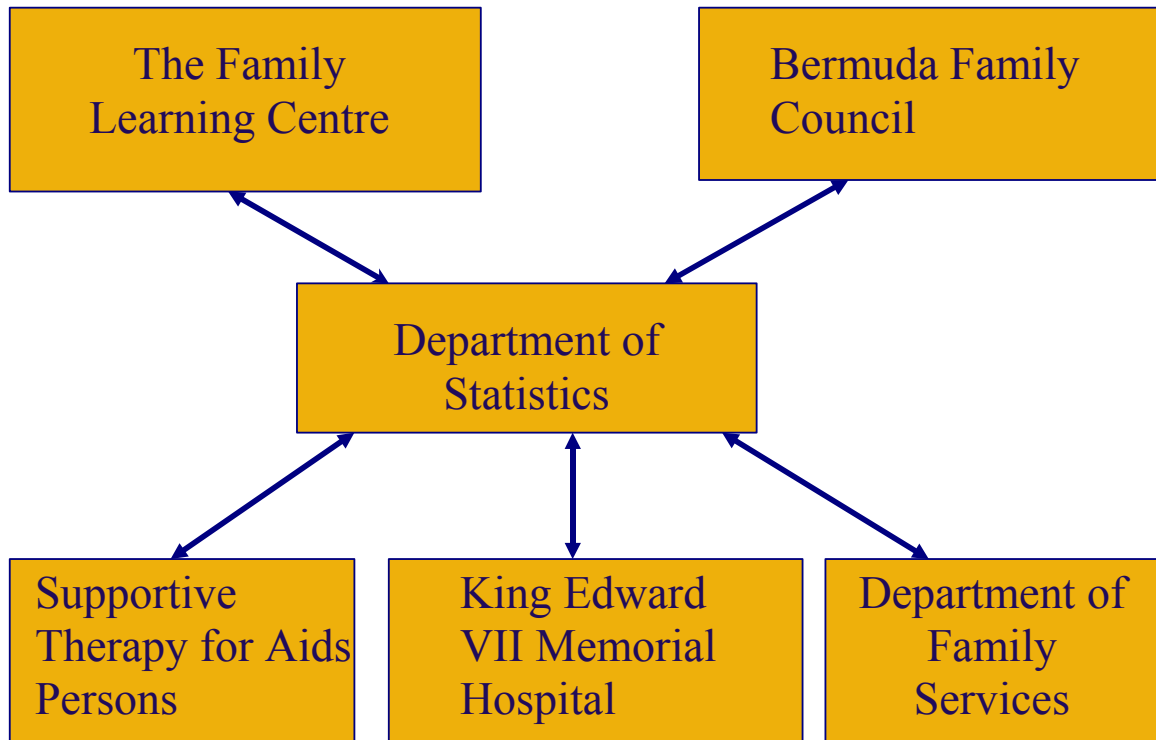 The Family
Learning Centre
Bermuda Family
Council
Department of
Statistics
Supportive
Therapy for Aids
Persons
King Edward
VII Memorial
Hospital
Department of
Family
Services